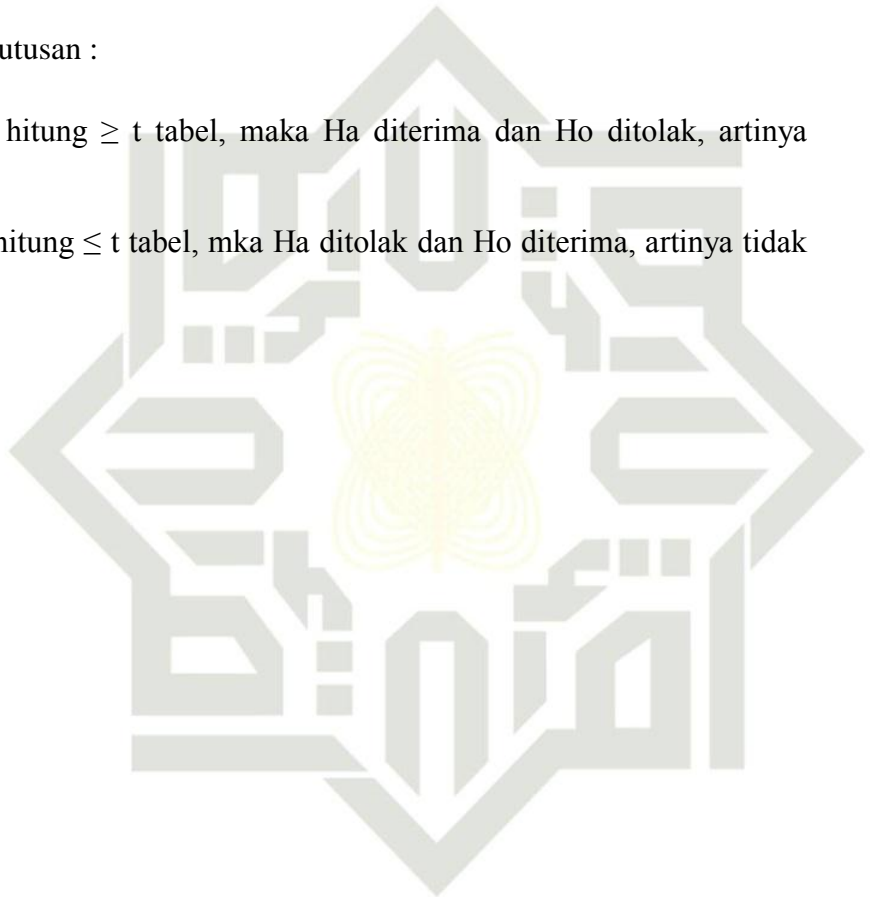 utusan :
hitung ≥ t tabel, maka Ha diterima dan Ho ditolak, artinya
hitung ≤ t tabel, mka Ha ditolak dan Ho diterima, artinya tidak